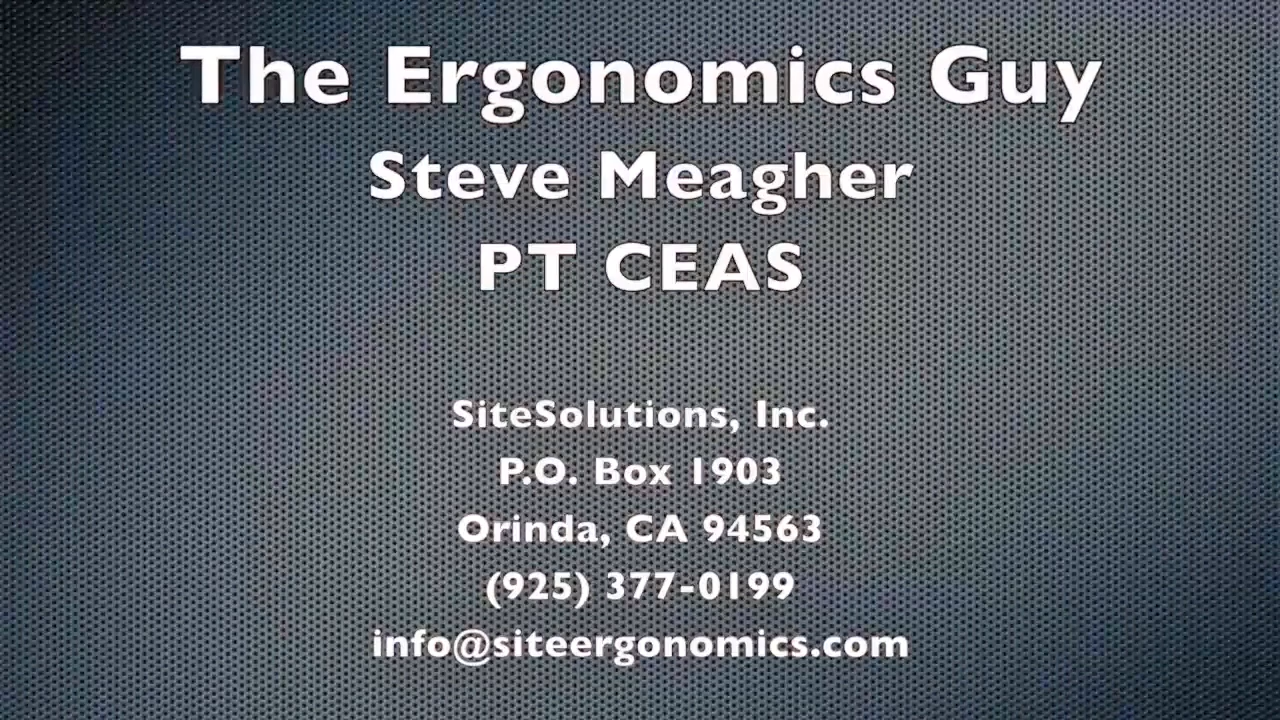 The Ergonomics Guy
Steve Meagher
PT CEAS
SiteSolutions, Inc.
P.O. Box 1903
Orinda, CA 94563
(925) 377-0199
info@siteergonomics.com